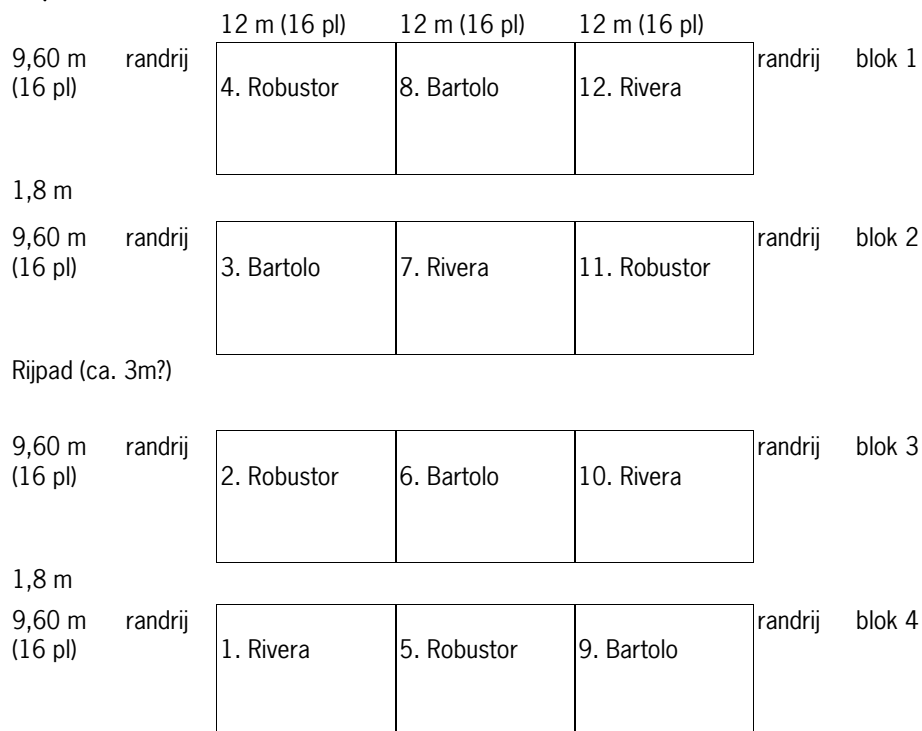 12 m (16 pl) 12 m (16 pl) 12 m (16 pl)
9,60 m randrij randrij blok 1
(16 pl) 4. Robustor 8. Bartolo 12. Rivera
1,8 m
9,60 m randrij randrij blok 2
(16 pl) 3. Bartolo 7. Rivera 11. Robustor
Rijpad (ca. 3m?)
9,60 m randrij randrij blok 3
(16 pl) 2. Robustor 6. Bartolo 10. Rivera
1,8 m
9,60 m randrij randrij blok 4
(16 pl) 1. Rivera 5. Robustor 9. Bartolo